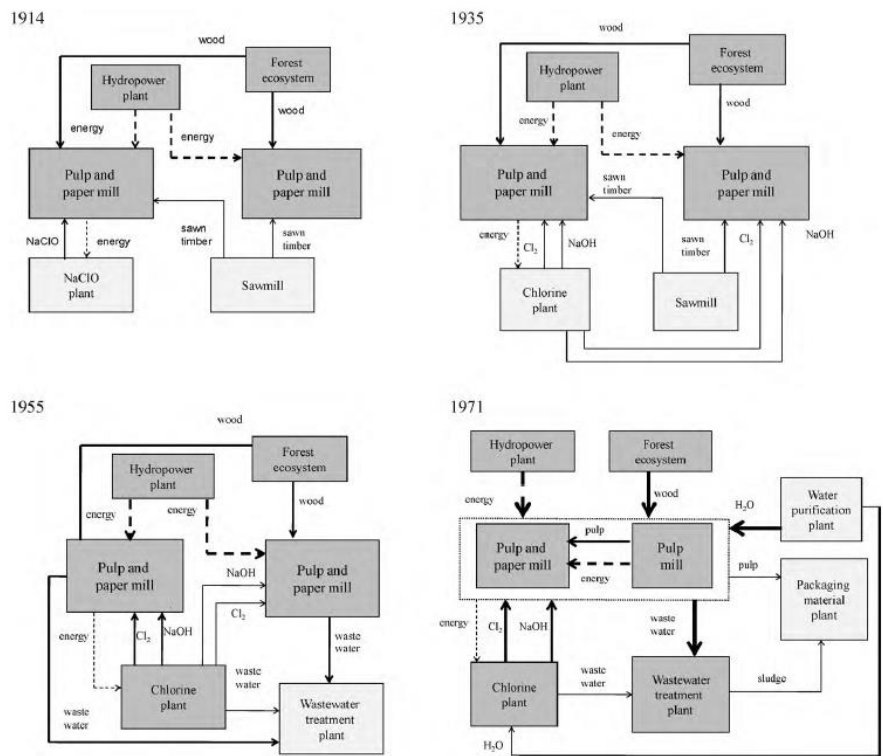 1914
wood
Forest
ecosystem
Hydropower
plant
wood
energy
energy
Pulp and
paper mill
Pulp and
paper mill
NaClO
energy
sawn
timber
sawn
timber
NaClO
plant
Sawmill
1935
wood
Forest
ecosystem
Hydropower
plant
wood
energy
energy
Pulp and
paper mill
Pulp and
paper mill
sawn
timber
energy
Cl₂
NaOH
sawn
timber
Cl₂
NaOH
Chlorine
plant
Sawmill
1955
wood
Forest
ecosystem
Hydropower
plant
wood
energy
energy
Pulp and
paper mill
Pulp and
paper mill
NaOH
Cl₂
energy
Cl₂
NaOH
waste
water
Chlorine
plant
waste
water
Wastewater
treatment
plant
waste
water
1971
Hydropower
plant
Forest
ecosystem
energy
wood
H₂O
Water
purification
plant
Pulp and
paper mill
pulp
Pulp
mill
energy
pulp
Packaging
material
plant
energy
Cl₂
NaOH
waste
water
Chlorine
plant
waste
water
Wastewater
treatment
plant
sludge
H₂O